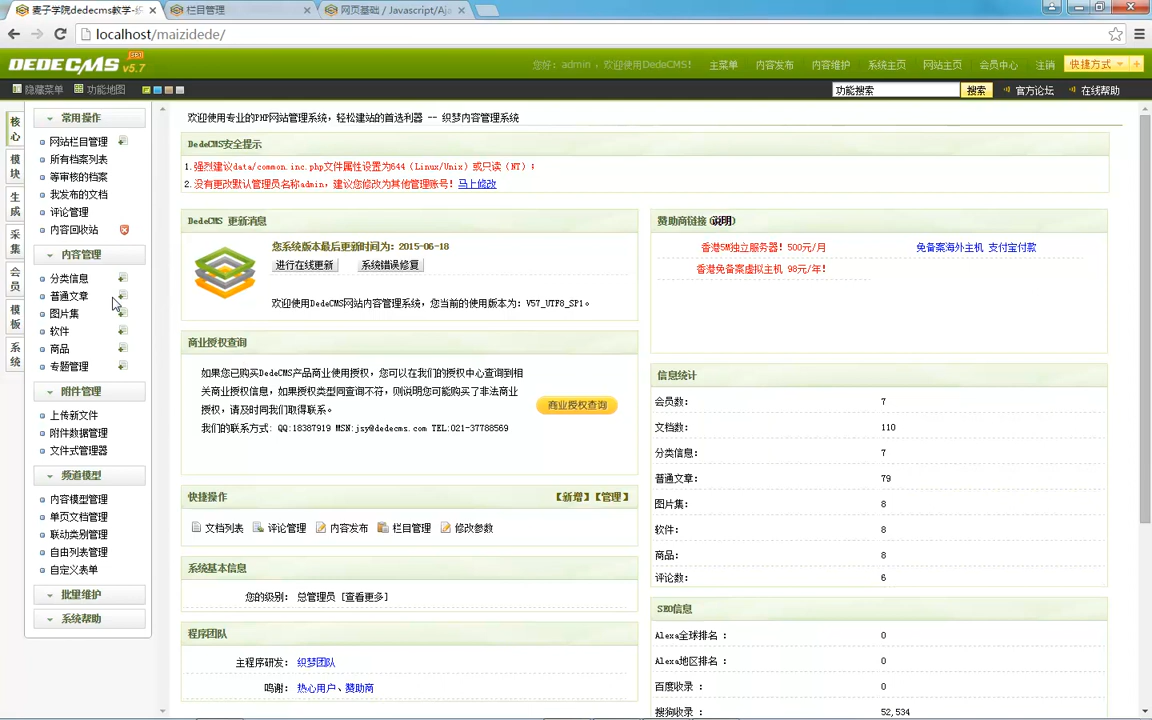 麦子学院dedecms教学-织
栏目管理
网页基础 / Javascript/Aja
localhost/maizidede/
DEDECMS v5.7 SP1
您好: admin , 欢迎使用DedeCMS!
主菜单 内容发布 内容维护 系统主页 网站主页 会员中心 注销 快捷方式
隐藏菜单 功能地图
功能搜索 搜索 官方论坛 在线帮助
核心
模块
生成
采集
会员
模板
系统
常用操作
网站栏目管理
所有档案列表
等审核的档案
我发布的文档
评论管理
内容回收站
内容管理
分类信息
普通文章
图片集
软件
商品
专题管理
附件管理
上传新文件
附件数据管理
文件式管理器
频道模型
内容模型管理
单页文档管理
联动类别管理
自由列表管理
自定义表单
批量维护
系统帮助
欢迎使用专业的PHP网站管理系统，轻松建站的首选利器 -- 织梦内容管理系统
DedeCMS安全提示
1.强烈建议data/common.inc.php文件属性设置为644（Linux/Unix）或只读（NT）;
2.没有更改默认管理员名称admin，建议您修改为其他管理账号! 马上修改
DedeCMS 更新消息
您系统版本最后更新时间为: 2015-06-18
进行在线更新 系统错误修复
欢迎使用DedeCMS网站内容管理系统，您当前的使用版本为: V57_UTF8_SP1。
商业授权查询
如果您已购买DedeCMS产品商业使用授权，您可以在我们的授权中心查询到相
关商业授权信息，如果授权类型同查询不符，则说明您可能购买了非法商业
授权，请及时同我们取得联系。
我们的联系方式: QQ:18387919 MSN:jsy@dedecms.com TEL:021-37788569
商业授权查询
快捷操作 【新增】【管理】
文档列表 评论管理 内容发布 栏目管理 修改参数
系统基本信息
您的级别: 总管理员 [查看更多]
程序团队
主程序研发: 织梦团队
鸣谢: 热心用户、赞助商
赞助商链接 (说明)
香港5M独立服务器! 500元/月 免备案海外主机 支付宝付款
香港免备案虚拟主机 98元/年!
信息统计
会员数: 7
文档数: 110
分类信息: 7
普通文章: 79
图片集: 8
软件: 8
商品: 8
评论数: 6
SEO信息
Alexa全球排名 : 0
Alexa地区排名 : 0
百度收录 : 0
搜狗收录 : 52,534